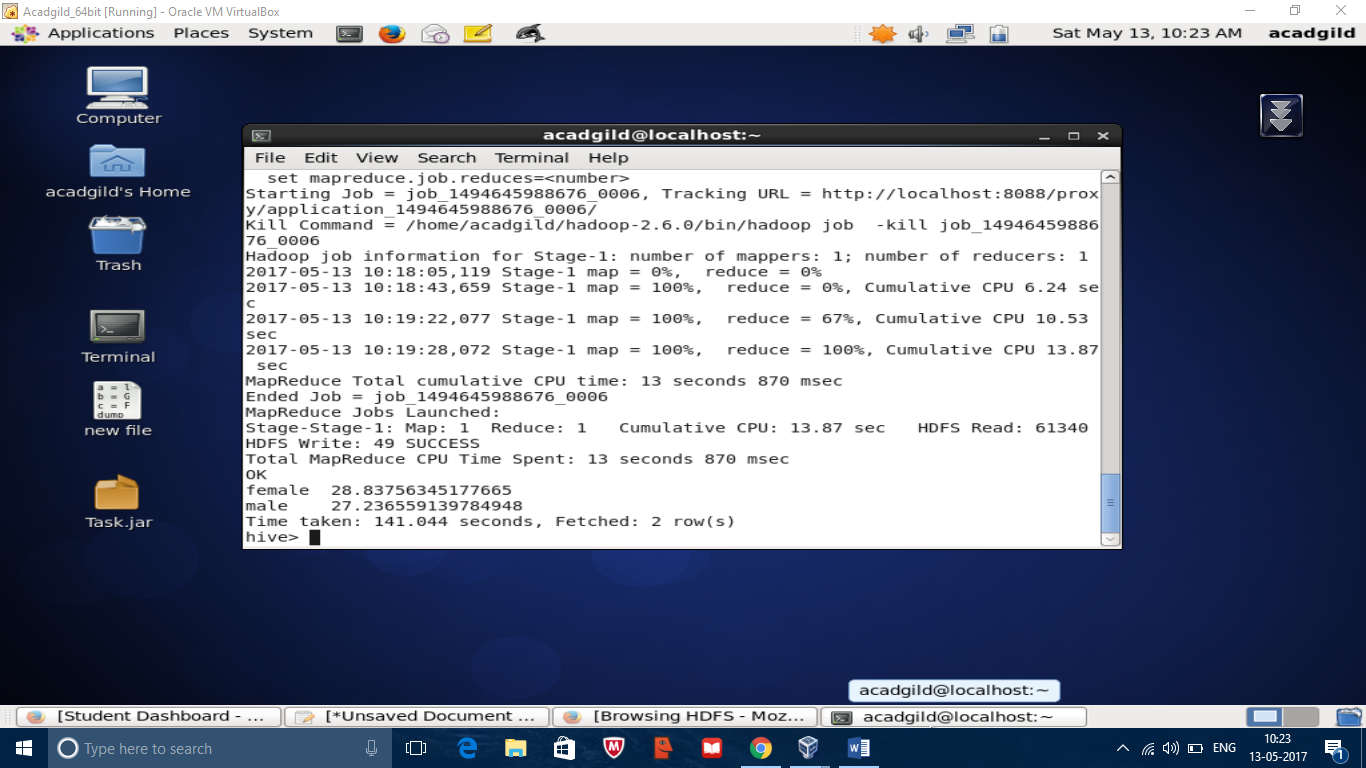 Acadgild_64bit [Running] - Oracle VM VirtualBox
Applications Places System
Sat May 13, 10:23 AM acadgild
Computer
acadgild's Home
Trash
Terminal
a = l
b = G
c = F
dump
new file
Task.jar
acadgild@localhost:~
File Edit View Search Terminal Help
set mapreduce.job.reduces=<number>
Starting Job = job_1494645988676_0006, Tracking URL = http://localhost:8088/prox
y/application_1494645988676_0006/
Kill Command = /home/acadgild/hadoop-2.6.0/bin/hadoop job  -kill job_14946459886
76_0006
Hadoop job information for Stage-1: number of mappers: 1; number of reducers: 1
2017-05-13 10:18:05,119 Stage-1 map = 0%,  reduce = 0%
2017-05-13 10:18:43,659 Stage-1 map = 100%,  reduce = 0%, Cumulative CPU 6.24 se
c
2017-05-13 10:19:22,077 Stage-1 map = 100%,  reduce = 67%, Cumulative CPU 10.53
sec
2017-05-13 10:19:28,072 Stage-1 map = 100%,  reduce = 100%, Cumulative CPU 13.87
sec
MapReduce Total cumulative CPU time: 13 seconds 870 msec
Ended Job = job_1494645988676_0006
MapReduce Jobs Launched:
Stage-Stage-1: Map: 1  Reduce: 1   Cumulative CPU: 13.87 sec   HDFS Read: 61340
HDFS Write: 49 SUCCESS
Total MapReduce CPU Time Spent: 13 seconds 870 msec
OK
female  28.83756345177665
male    27.236559139784948
Time taken: 141.044 seconds, Fetched: 2 row(s)
hive>
acadgild@localhost:~
[Student Dashboard - ...
[*Unsaved Document ...
[Browsing HDFS - Moz...
acadgild@localhost:~
Type here to search
ENG
10:23
13-05-2017
1